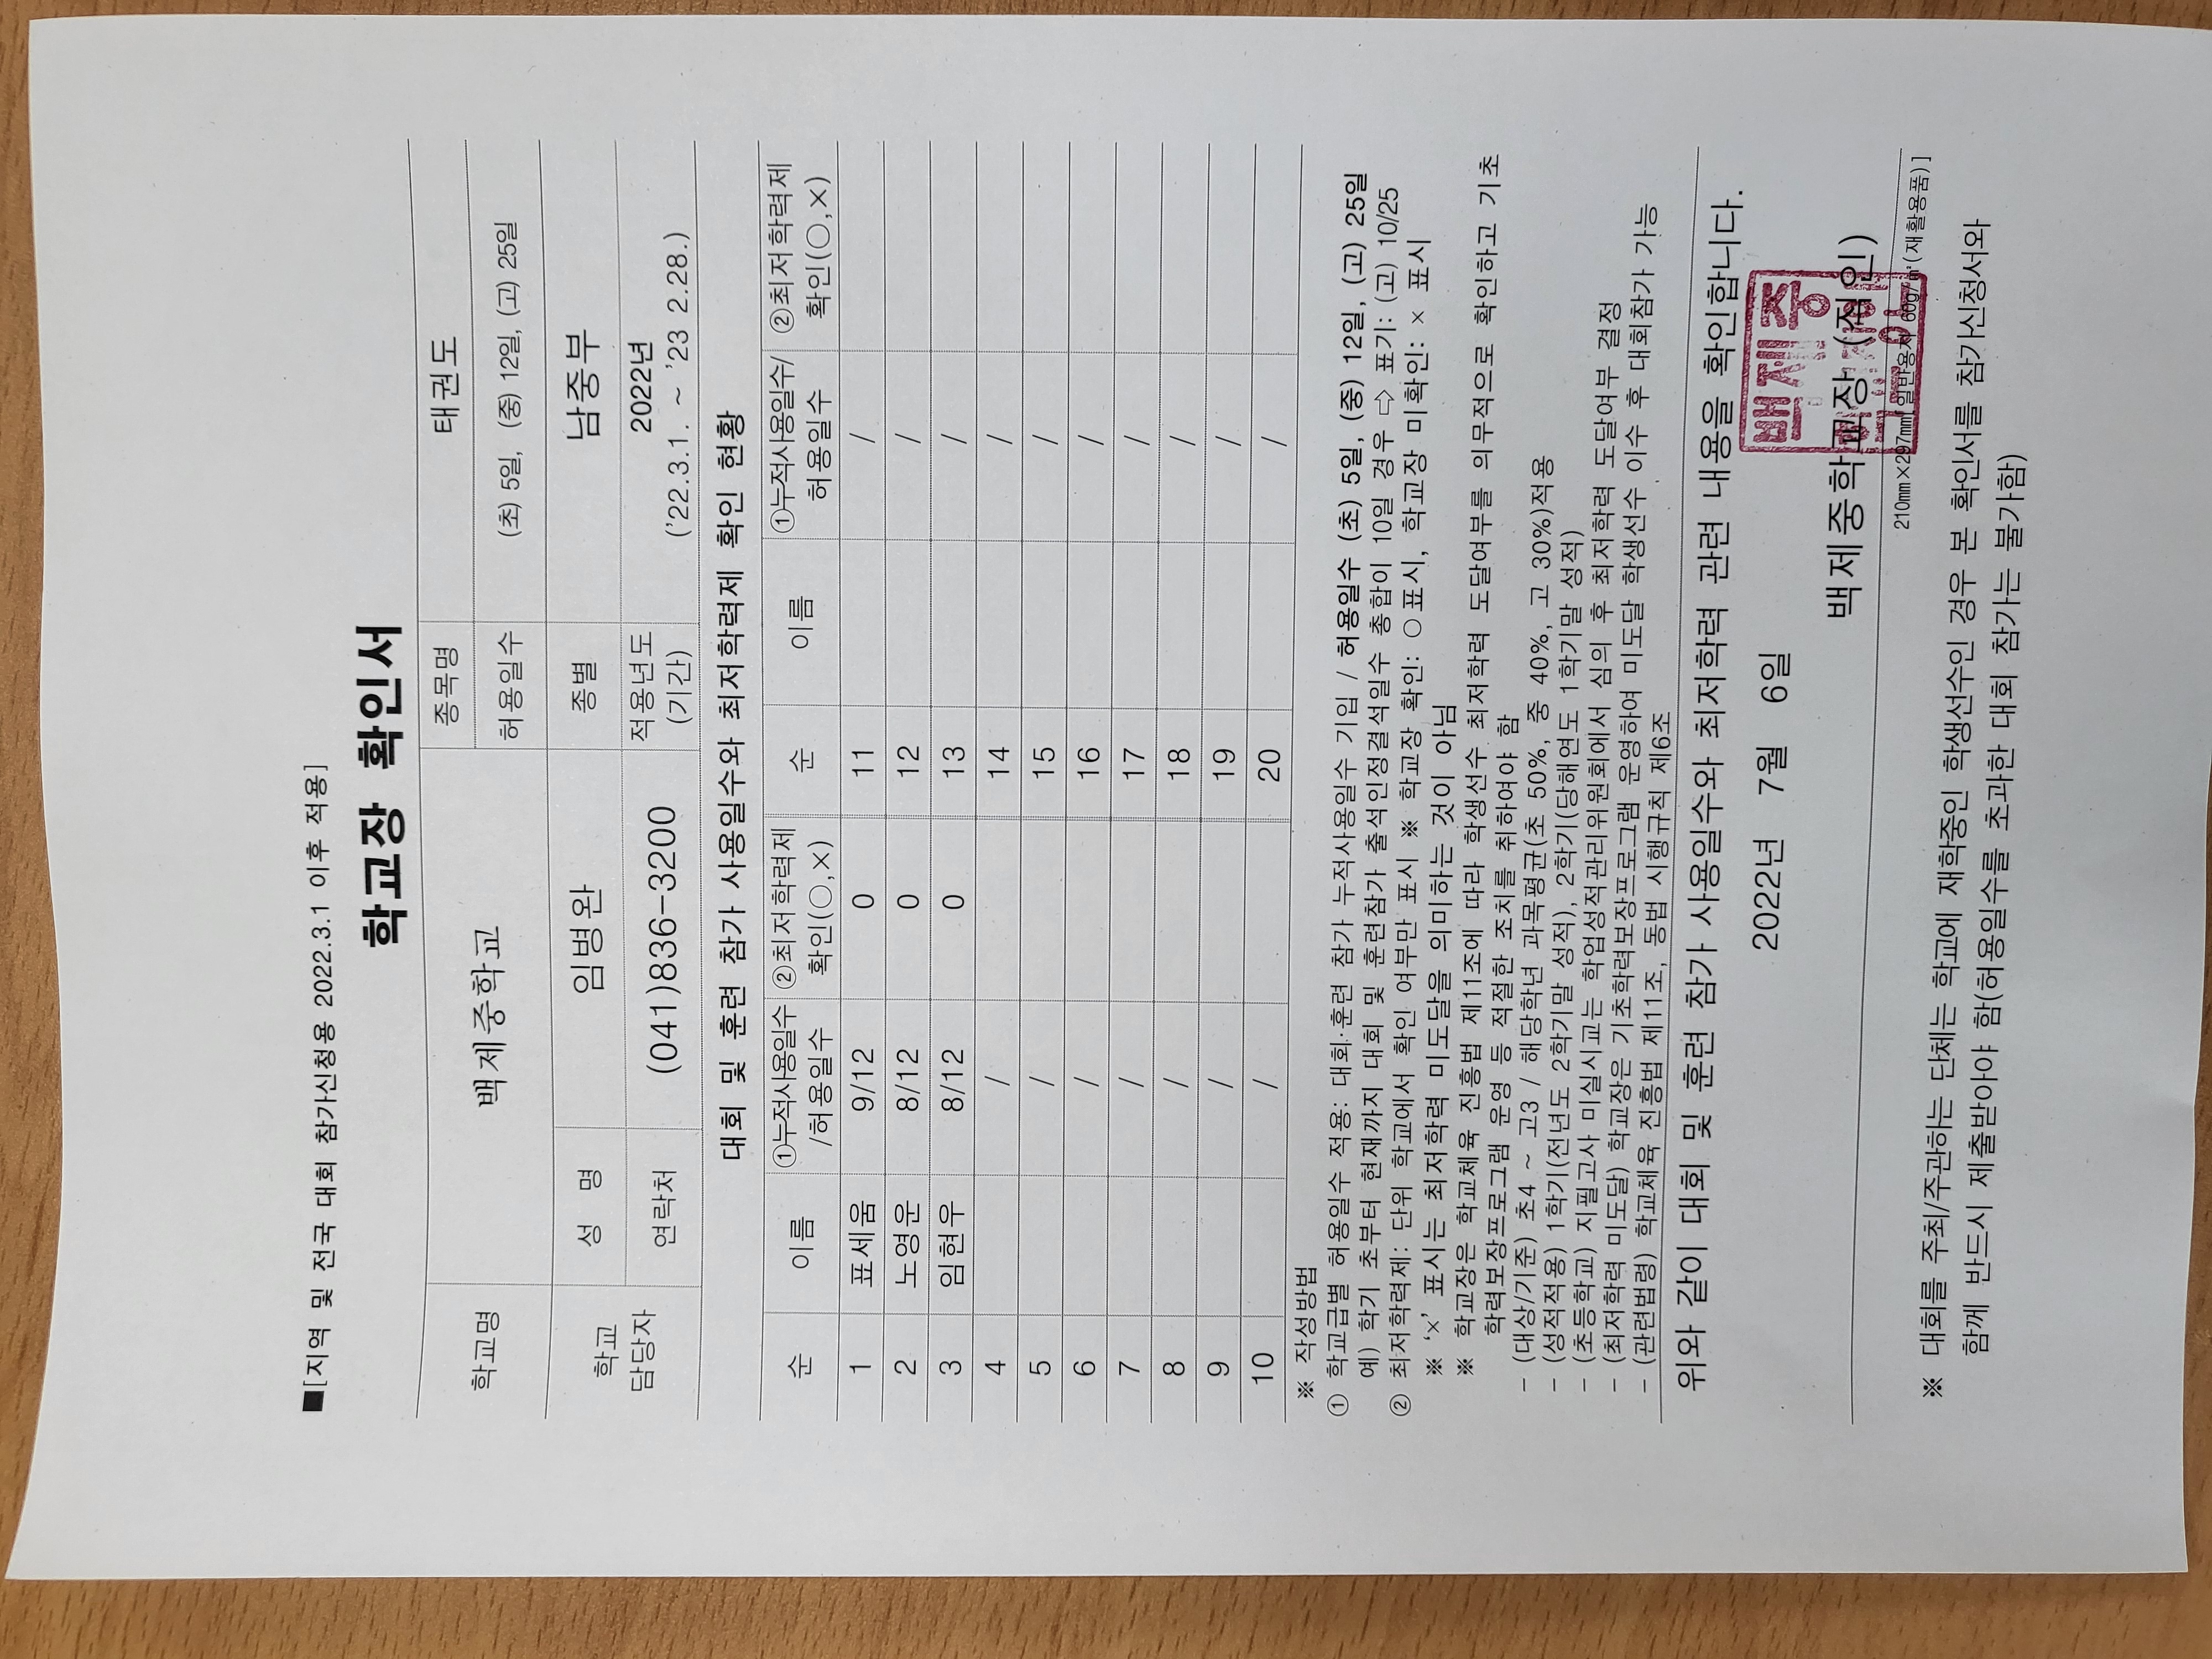 ■[지역 및 전국 대회 참가신청용 2022.3.1 이후 적용]
학교장 확인서
학교명 백제중학교 종목명 태권도
허용일수 (초) 5일, (중) 12일, (고) 25일
학교 담당자 성 명 임병완 종별 남중부
연락처 (041)836-3200 적용년도 (기간) 2022년 ('22.3.1. ~ '23 2.28.)
대회 및 훈련 참가 사용일수와 최저학력제 확인 현황
순 이름 ①누적사용일수/허용일수 ②최저학력제 확인(○,×) 순 이름 ①누적사용일수/허용일수 ②최저학력제 확인(○,×)
1 표세움 9/12 0 11 /
2 노영운 8/12 0 12 /
3 임현우 8/12 0 13 /
4 / 14 /
5 / 15 /
6 / 16 /
7 / 17 /
8 / 18 /
9 / 19 /
10 / 20 /
※ 작성방법
① 학교급별 허용일수 적용: 대회·훈련 참가 누적사용일수 기입 / 허용일수 (초) 5일, (중) 12일, (고) 25일
예) 학기 초부터 현재까지 대회 및 훈련참가 출석인정결석일수 총합이 10일 경우 ⇨ 표기: (고) 10/25
② 최저학력제: 단위 학교에서 확인 여부만 표시 ※ 학교장 확인: ○표시, 학교장 미확인: × 표시
※ '×' 표시는 최저학력 미도달을 의미하는 것이 아님
※ 학교장은 학교체육 진흥법 제11조에 따라 학생선수 최저학력 도달여부를 의무적으로 확인하고 기초
학력보장프로그램 운영 등 적절한 조치를 취하여야 함
- (대상/기준) 초4 ~ 고3 / 해당학년 과목평균(초 50%, 중 40%, 고 30%)적용
- (성적적용) 1학기(전년도 2학기말 성적), 2학기(당해연도 1학기말 성적)
- (초등학교) 지필고사 미실시교는 학업성적관리위원회에서 심의 후 최저학력 도달여부 결정
- (최저학력 미도달) 학교장은 기초학력보장프로그램 운영하여 미도달 학생선수 이수 후 대회참가 가능
- (관련법령) 학교체육 진흥법 제11조, 동법 시행규칙 제6조
위와 같이 대회 및 훈련 참가 사용일수와 최저학력 관련 내용을 확인합니다.
2022년 7월 6일
백제중학교장 (직인)
210mm×297mm[일반용지 60g/㎡(재활용품)]
※ 대회를 주최/주관하는 단체는 학교에 재학중인 학생선수인 경우 본 확인서를 참가신청서와
함께 반드시 제출받아야 함(허용일수를 초과한 대회 참가는 불가함)